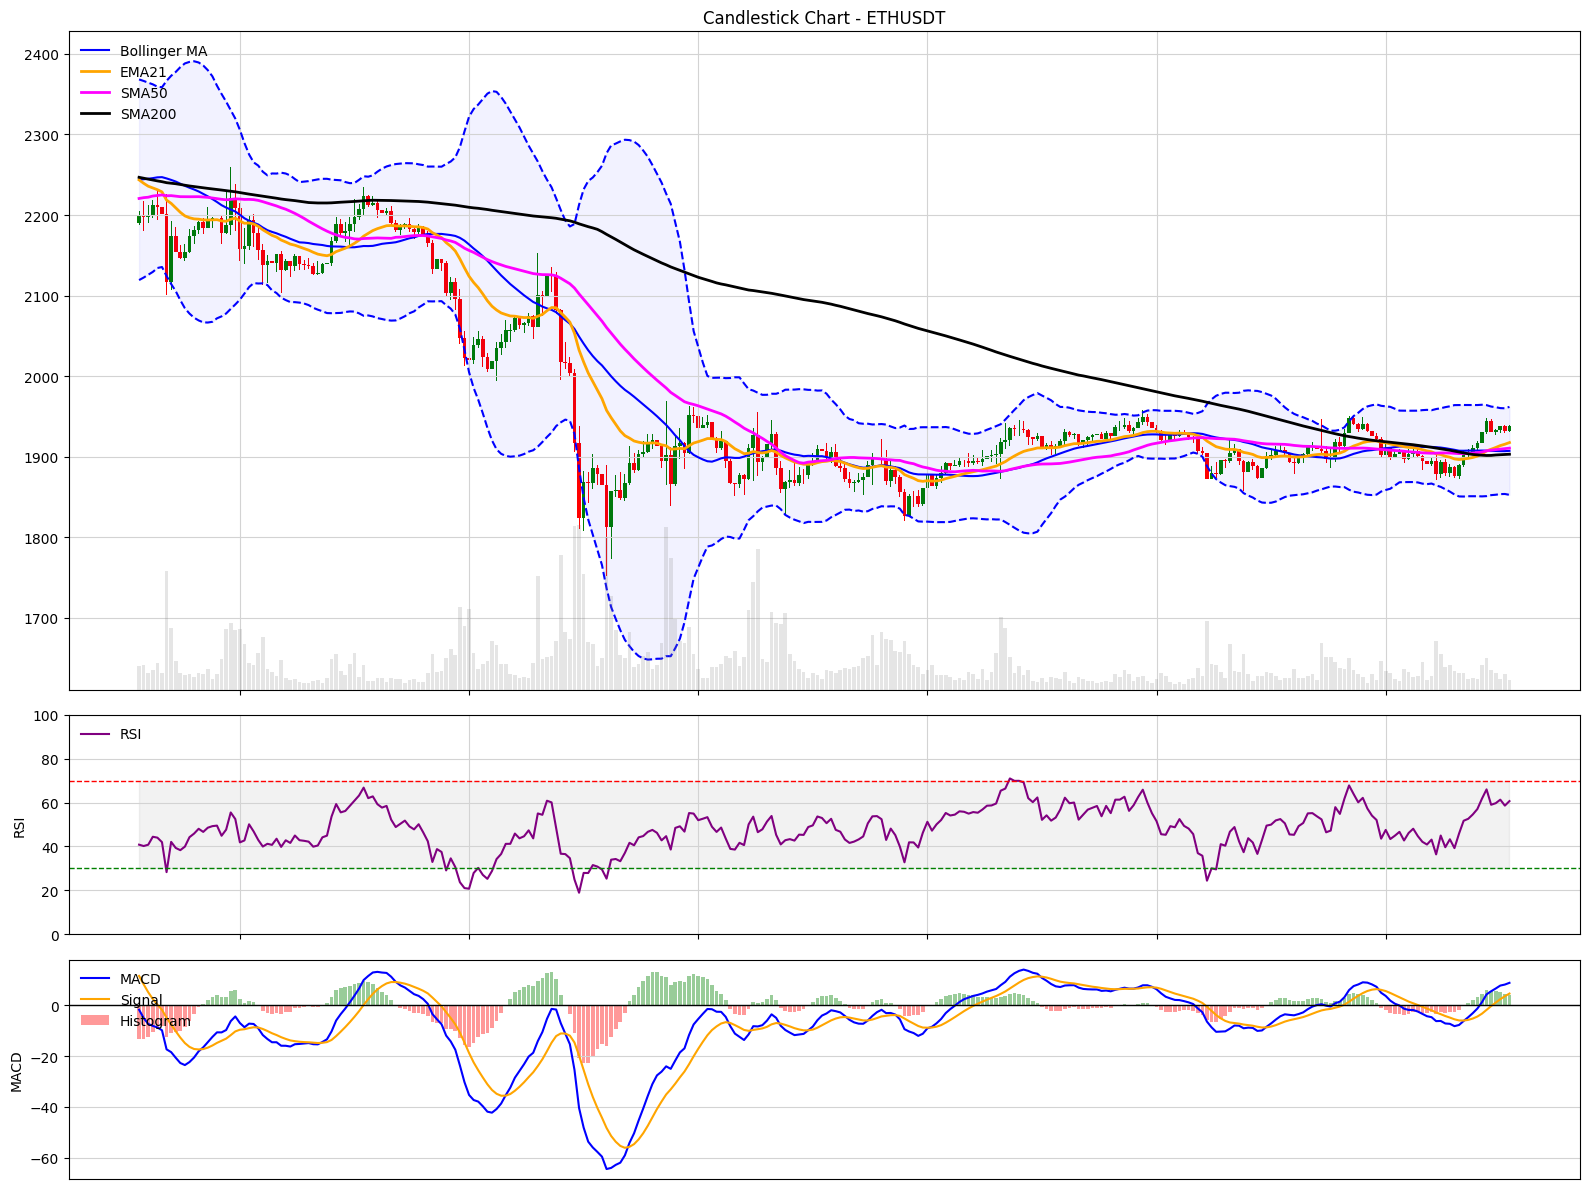 Candlestick Chart - ETHUSDT
Bollinger MA
EMA21
SMA50
SMA200
2400
2300
2200
2100
2000
1900
1800
1700
RSI
100
80
60
40
20
0
RSI
MACD
Signal
Histogram
0
−20
−40
−60
MACD